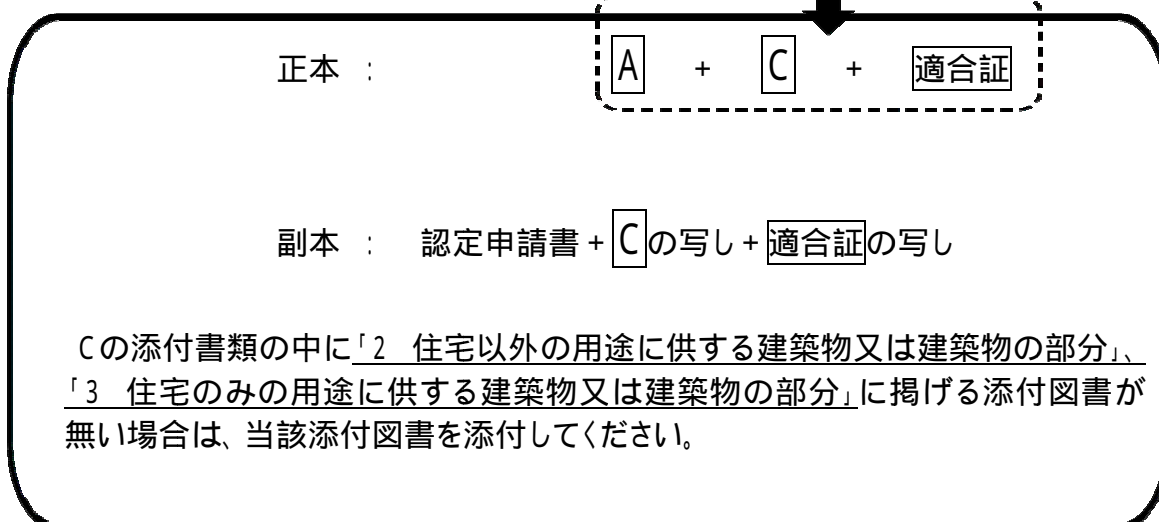 正本 : A + C + 適合証
副本 : 認定申請書+Cの写し+適合証の写し
Cの添付書類の中に「2 住宅以外の用途に供する建築物又は建築物の部分」、
「3 住宅のみの用途に供する建築物又は建築物の部分」に掲げる添付図書が
無い場合は、当該添付図書を添付してください。